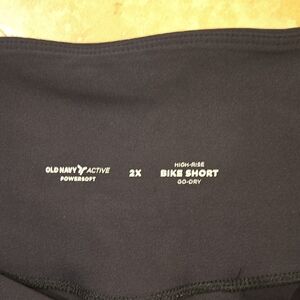 OLD NAVY ACTIVE
POWERSOFT
2X
HIGH-RISE
BIKE SHORT
GO-DRY